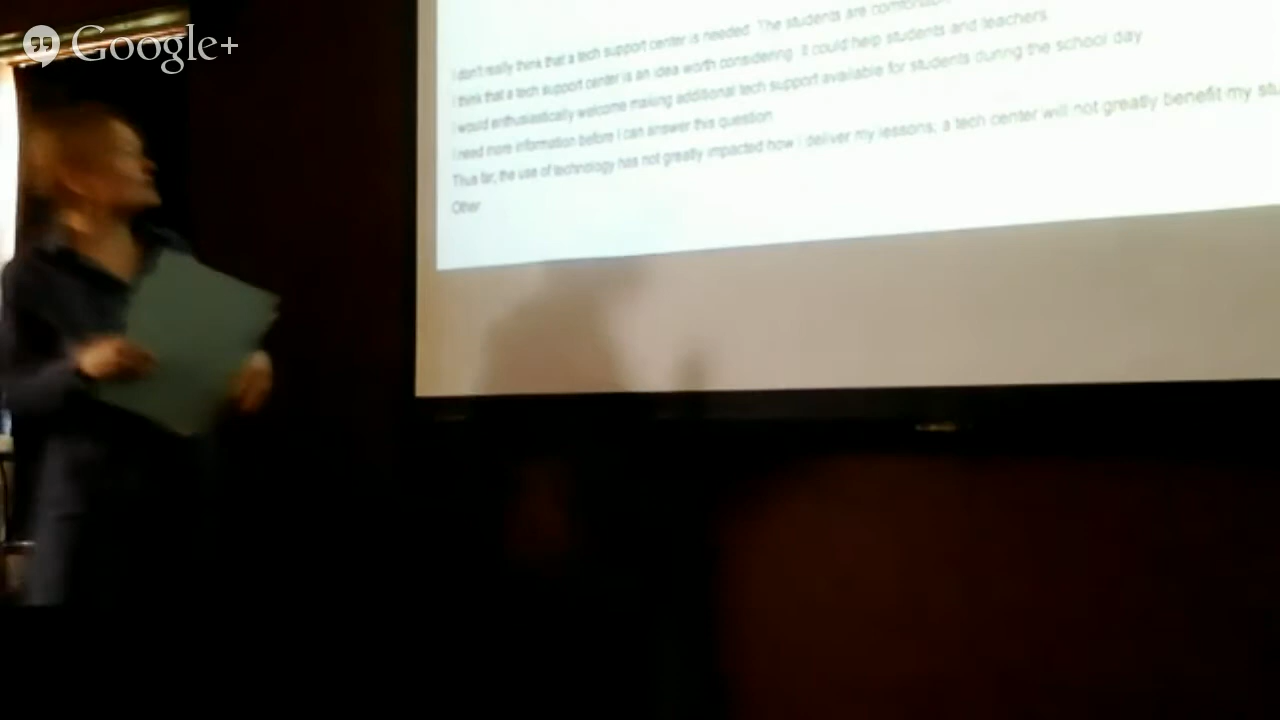 Google+
I don't really think that a tech support center is needed. The students are
I think that a tech support center is an idea worth considering. It could help students and teachers.
I would enthusiastically welcome making additional tech support available for students during the school day
I need more information before I can answer this question
Thus far, the use of technology has not greatly impacted how I deliver my lessons; a tech center will not greatly benefit my
Other